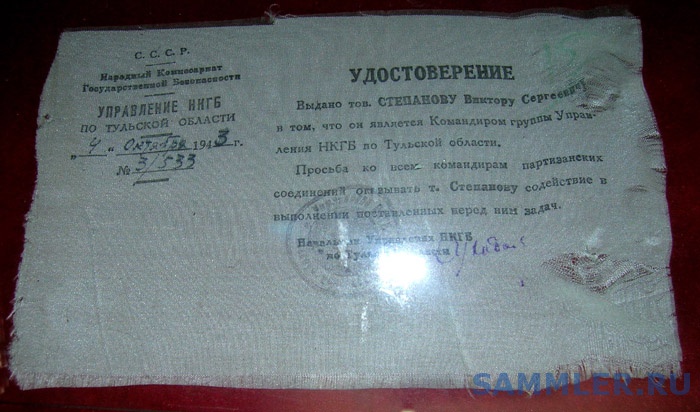 С. С. С. Р.
Народный Комиссариат
Государственной Безопасности
УПРАВЛЕНИЕ НКГБ
ПО ТУЛЬСКОЙ ОБЛАСТИ
„4" октября 1943 г.
№ 3/533
УДОСТОВЕРЕНИЕ
Выдано тов. СТЕПАНОВУ Виктору Сергеевичу
в том, что он является Командиром группы Управ-
ления НКГБ по Тульской области.
Просьба ко всем командирам партизанских
соединений оказывать т. Степанову содействие в
выполнении поставленных перед ним задач.
Начальник Управления НКГБ
по Тульской области
SAMMLER.RU